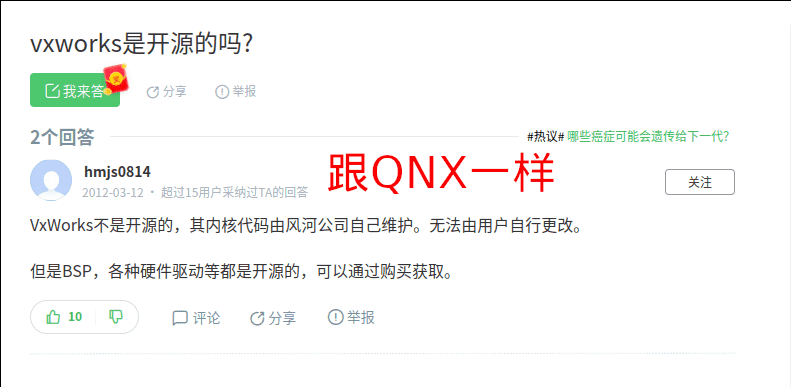 vxworks是开源的吗?
我来答
分享
举报
2个回答
#热议# 哪些癌症可能会遗传给下一代?
hmjs0814
跟QNX一样
关注
2012-03-12 · 超过15用户采纳过TA的回答
VxWorks不是开源的，其内核代码由风河公司自己维护。无法由用户自行更改。
但是BSP，各种硬件驱动等都是开源的，可以通过购买获取。
10
评论
分享
举报